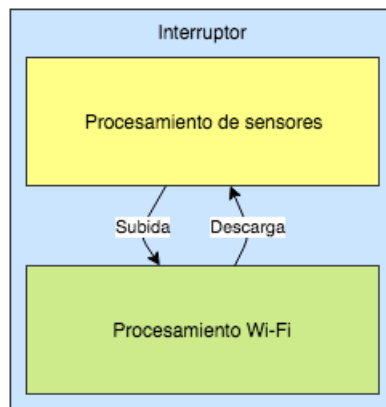 Interruptor
Procesamiento de sensores
Subida
Descarga
Procesamiento Wi-Fi